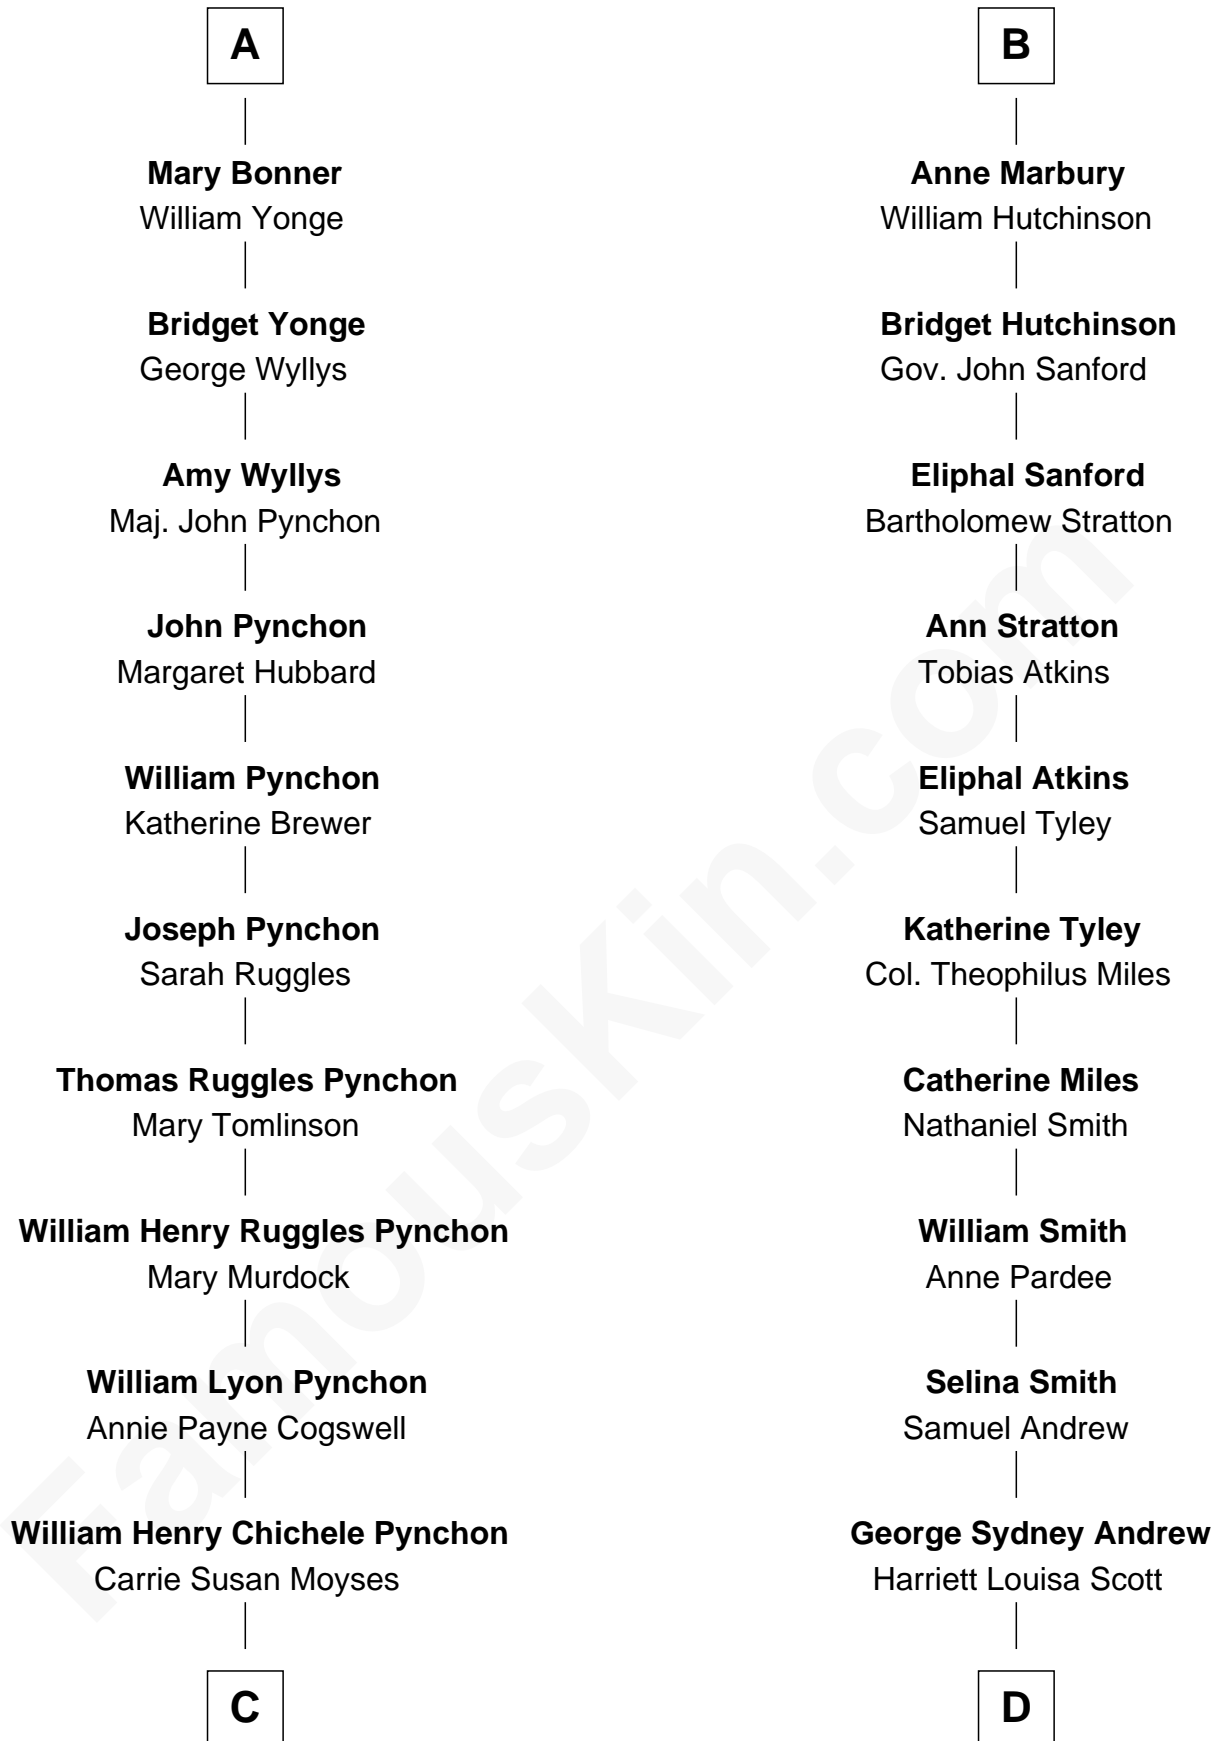 A
Mary Bonner
William Yonge
Bridget Yonge
George Wyllys
Amy Wyllys
Maj. John Pynchon
John Pynchon
Margaret Hubbard
William Pynchon
Katherine Brewer
Joseph Pynchon
Sarah Ruggles
Thomas Ruggles Pynchon
Mary Tomlinson
William Henry Ruggles Pynchon
Mary Murdock
William Lyon Pynchon
Annie Payne Cogswell
William Henry Chichele Pynchon
Carrie Susan Moyses
C
B
Anne Marbury
William Hutchinson
Bridget Hutchinson
Gov. John Sanford
Eliphal Sanford
Bartholomew Stratton
Ann Stratton
Tobias Atkins
Eliphal Atkins
Samuel Tyley
Katherine Tyley
Col. Theophilus Miles
Catherine Miles
Nathaniel Smith
William Smith
Anne Pardee
Selina Smith
Samuel Andrew
George Sydney Andrew
Harriett Louisa Scott
D
FamousKin.com